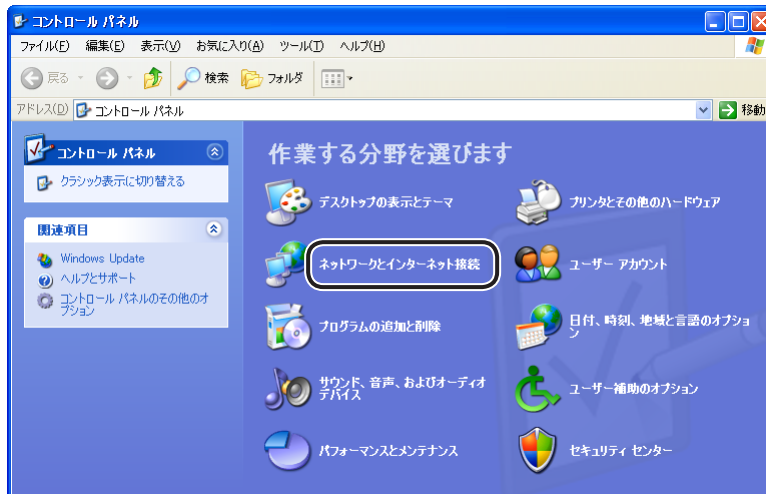 コントロール パネル
ファイル(F) 編集(E) 表示(V) お気に入り(A) ツール(T) ヘルプ(H)
戻る 検索 フォルダ
アドレス(D) コントロール パネル 移動
コントロール パネル
クラシック表示に切り替える
関連項目
Windows Update
ヘルプとサポート
コントロール パネルのその他のオ
プション
作業する分野を選びます
デスクトップの表示とテーマ
プリンタとその他のハードウェア
ネットワークとインターネット接続
ユーザー アカウント
プログラムの追加と削除
日付、時刻、地域と言語のオプショ
ン
サウンド、音声、およびオーディオ
デバイス
ユーザー補助のオプション
パフォーマンスとメンテナンス
セキュリティ センター